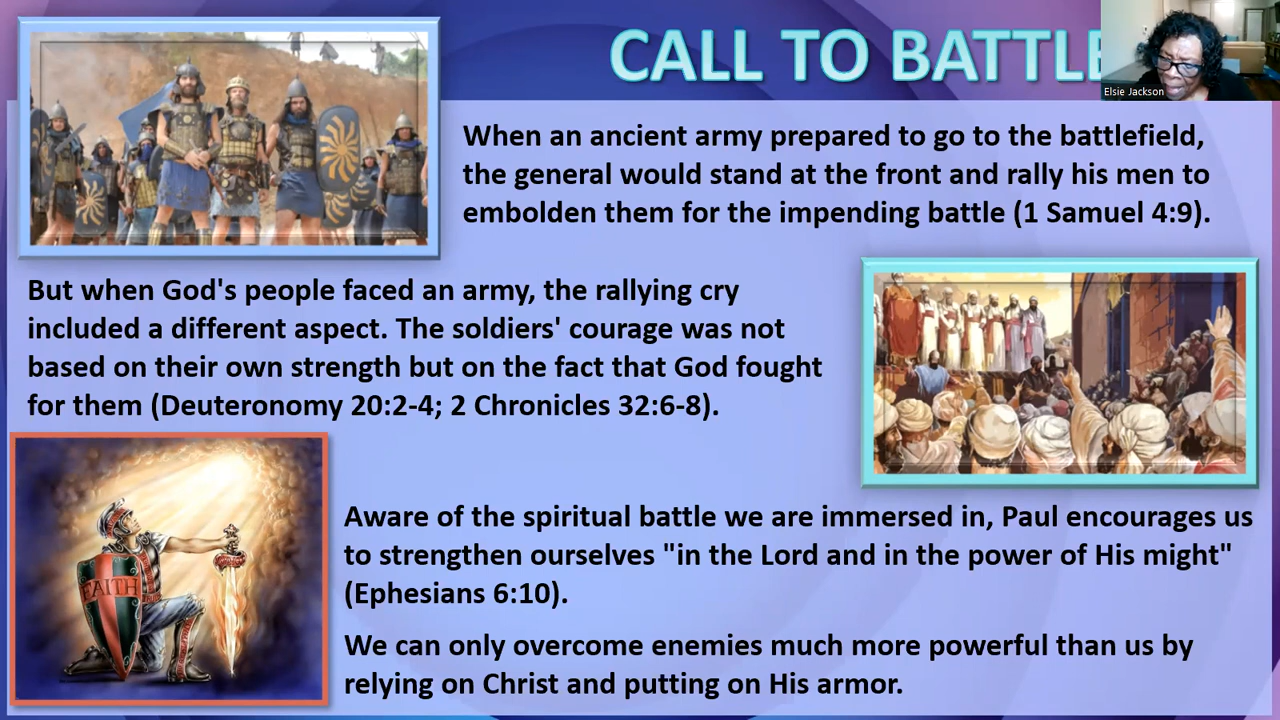 CALL TO BATTLE
Elsie Jackson
When an ancient army prepared to go to the battlefield,
the general would stand at the front and rally his men to
embolden them for the impending battle (1 Samuel 4:9).
But when God's people faced an army, the rallying cry
included a different aspect. The soldiers' courage was not
based on their own strength but on the fact that God fought
for them (Deuteronomy 20:2-4; 2 Chronicles 32:6-8).
FAITH
Aware of the spiritual battle we are immersed in, Paul encourages us
to strengthen ourselves "in the Lord and in the power of His might"
(Ephesians 6:10).
We can only overcome enemies much more powerful than us by
relying on Christ and putting on His armor.